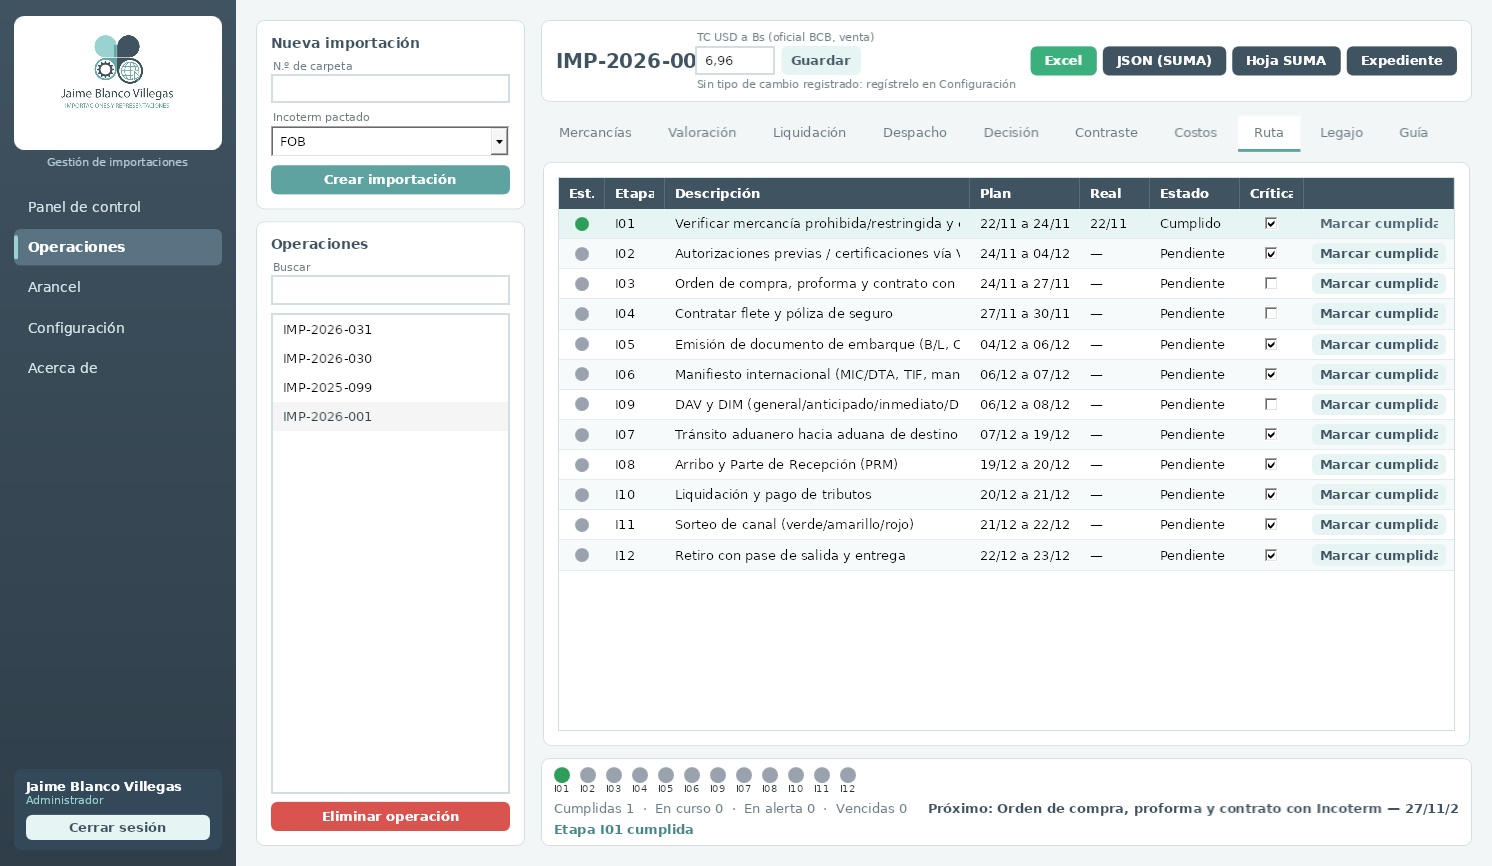 Jaime Blanco Villegas
IMPORTACIONES Y REPRESENTACIONES
Gestión de importaciones
Panel de control
Operaciones
Arancel
Configuración
Acerca de
Jaime Blanco Villegas
Administrador
Cerrar sesión
Nueva importación
N.º de carpeta
Incoterm pactado
FOB
Crear importación
Operaciones
Buscar
IMP-2026-031
IMP-2026-030
IMP-2025-099
IMP-2026-001
Eliminar operación
IMP-2026-00
TC USD a Bs (oficial BCB, venta)
6,96 Guardar
Sin tipo de cambio registrado: regístrelo en Configuración
Excel JSON (SUMA) Hoja SUMA Expediente
Mercancías Valoración Liquidación Despacho Decisión Contraste Costos Ruta Legajo Guía
Est. Etapa Descripción Plan Real Estado Crítica
I01 Verificar mercancía prohibida/restringida y 22/11 a 24/11 22/11 Cumplido Marcar cumplida
I02 Autorizaciones previas / certificaciones vía 24/11 a 04/12 — Pendiente Marcar cumplida
I03 Orden de compra, proforma y contrato con 24/11 a 27/11 — Pendiente Marcar cumplida
I04 Contratar flete y póliza de seguro 27/11 a 30/11 — Pendiente Marcar cumplida
I05 Emisión de documento de embarque (B/L, C 04/12 a 06/12 — Pendiente Marcar cumplida
I06 Manifiesto internacional (MIC/DTA, TIF, man 06/12 a 07/12 — Pendiente Marcar cumplida
I09 DAV y DIM (general/anticipado/inmediato/D 06/12 a 08/12 — Pendiente Marcar cumplida
I07 Tránsito aduanero hacia aduana de destino 07/12 a 19/12 — Pendiente Marcar cumplida
I08 Arribo y Parte de Recepción (PRM) 19/12 a 20/12 — Pendiente Marcar cumplida
I10 Liquidación y pago de tributos 20/12 a 21/12 — Pendiente Marcar cumplida
I11 Sorteo de canal (verde/amarillo/rojo) 21/12 a 22/12 — Pendiente Marcar cumplida
I12 Retiro con pase de salida y entrega 22/12 a 23/12 — Pendiente Marcar cumplida
I01 I02 I03 I04 I05 I06 I09 I07 I08 I10 I11 I12
Cumplidas 1 · En curso 0 · En alerta 0 · Vencidas 0 Próximo: Orden de compra, proforma y contrato con Incoterm — 27/11/2
Etapa I01 cumplida